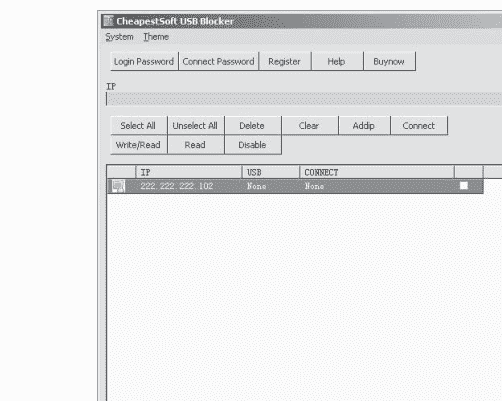 CheapestSoft USB Blocker
System Theme
Login Password Connect Password Register Help Buynow
IP
Select All Unselect All Delete Clear Addip Connect
Write/Read Read Disable
IP USB CONNECT
222.222.222.102 None None